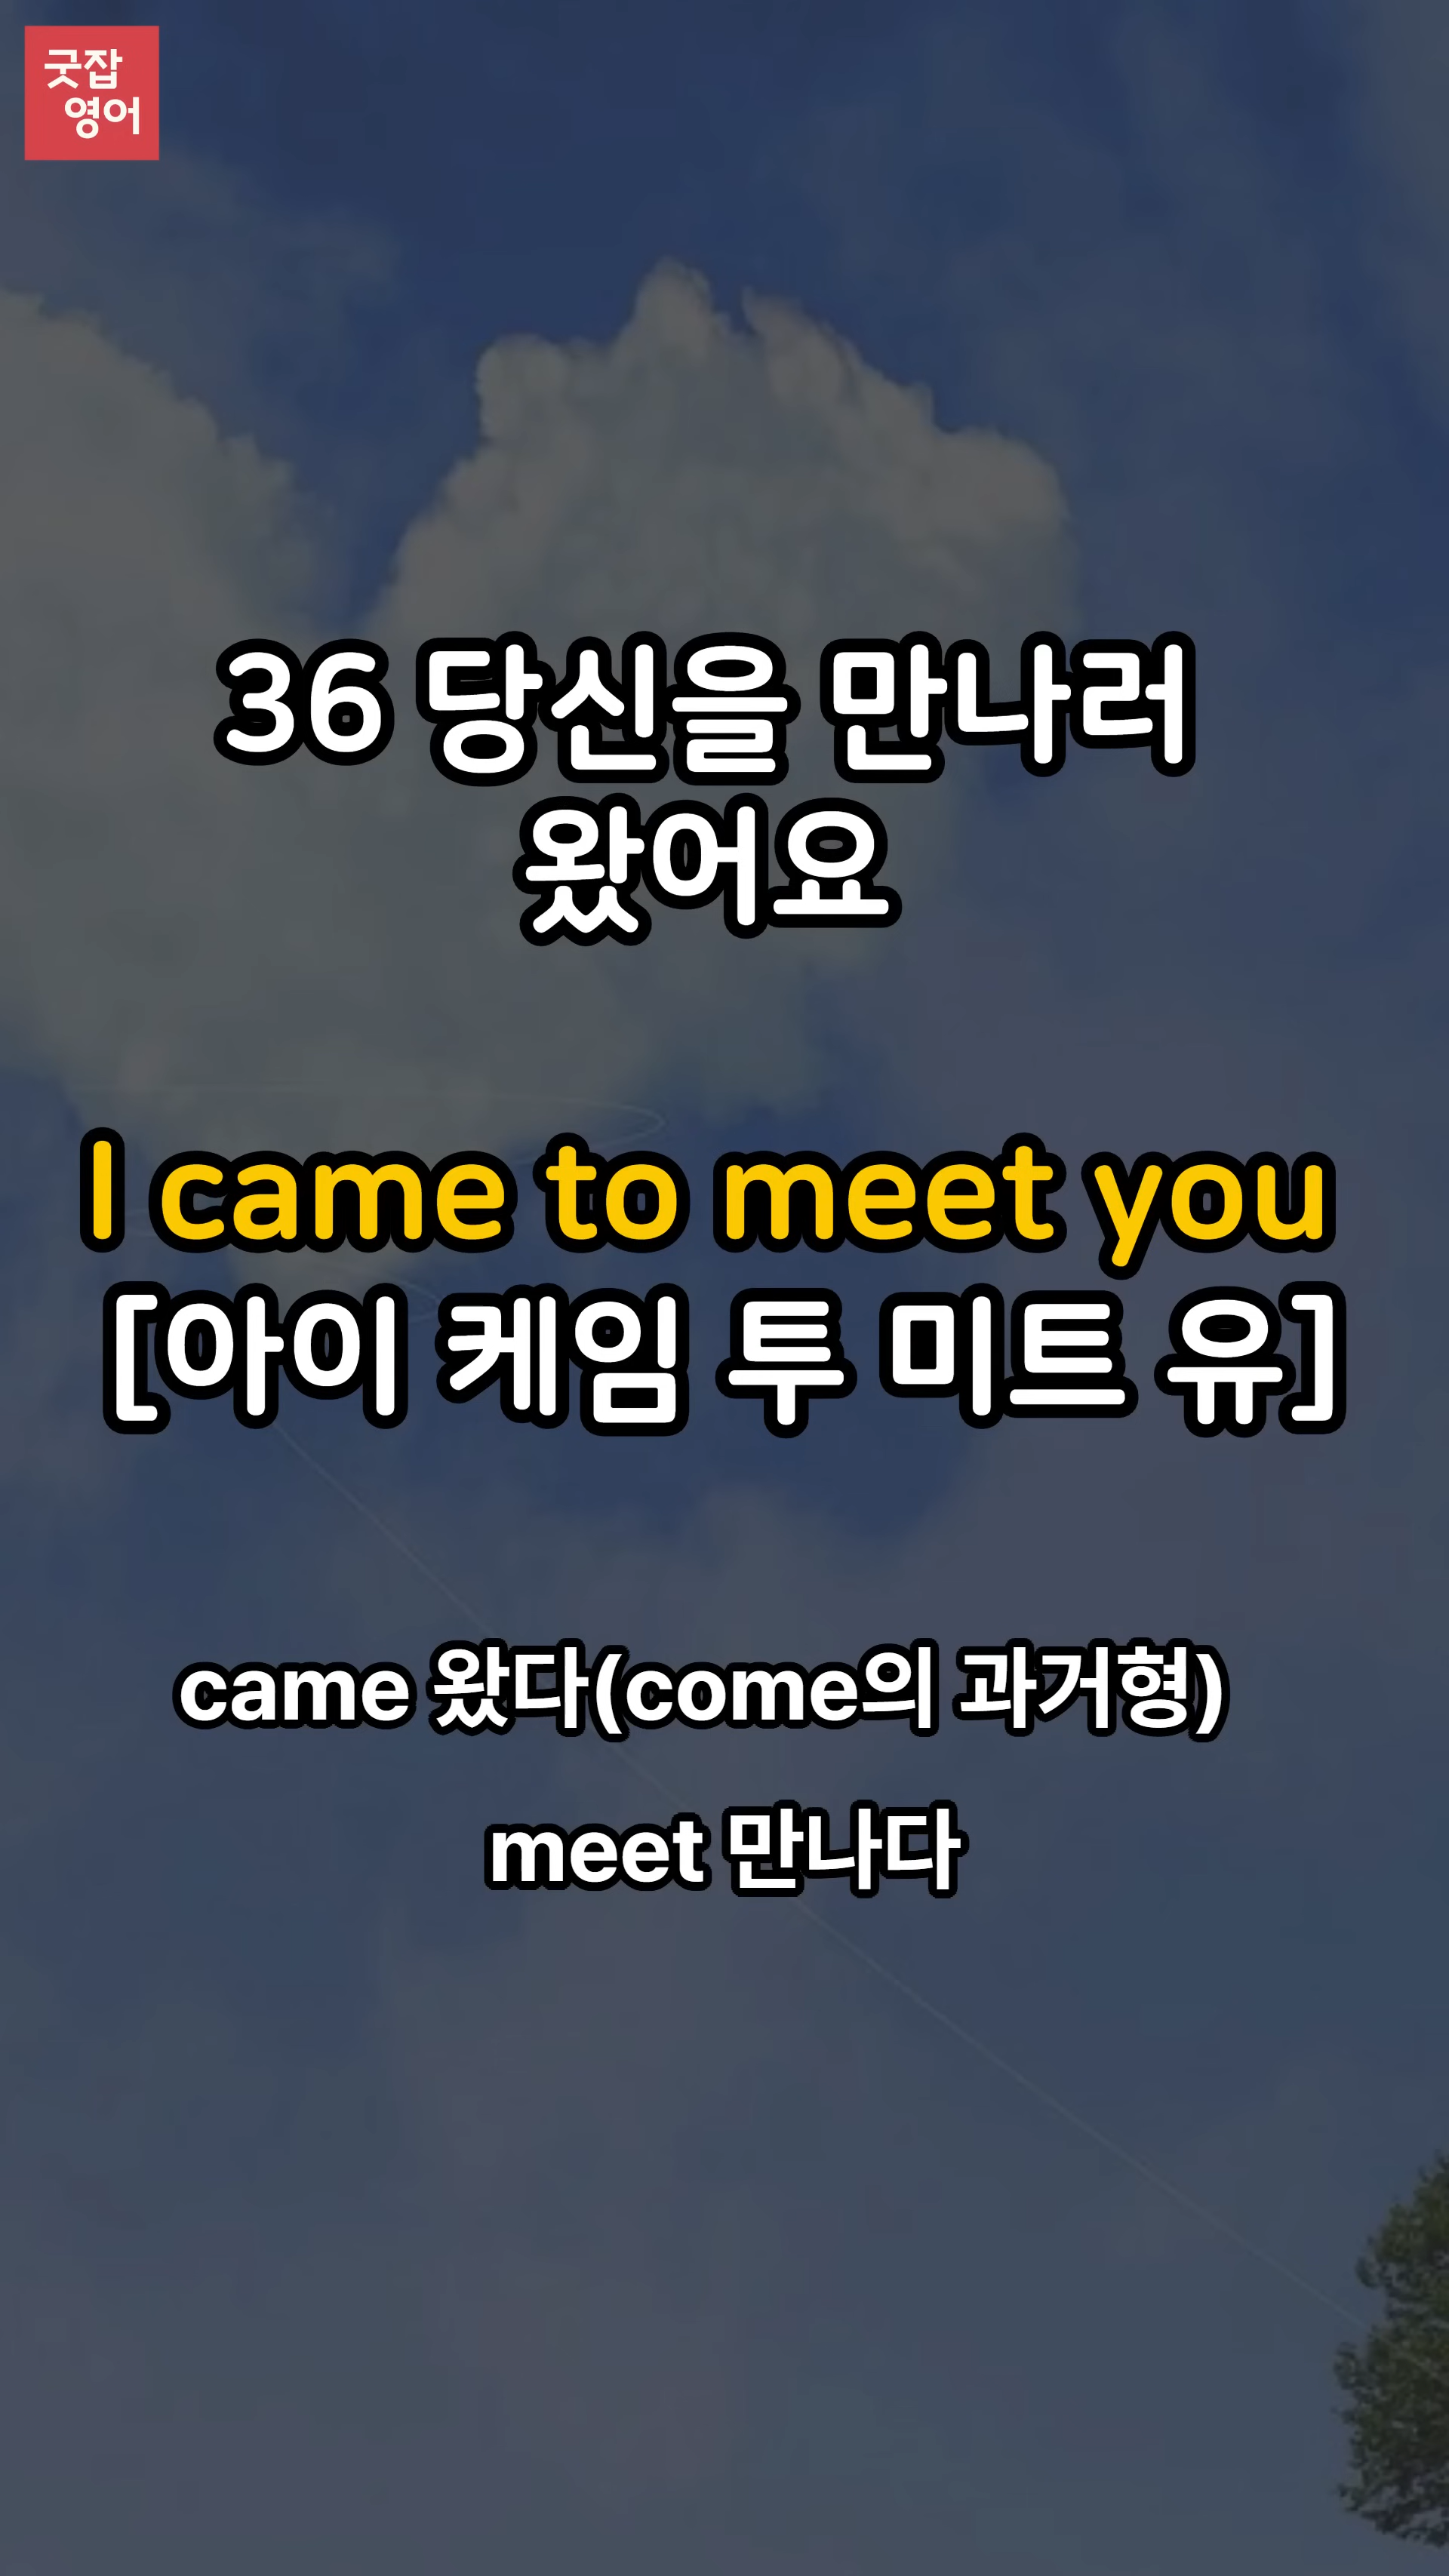 굿잡
영어
36 당신을 만나러
왔어요
I came to meet you
[아이 케임 투 미트 유]
came 왔다(come의 과거형)
meet 만나다